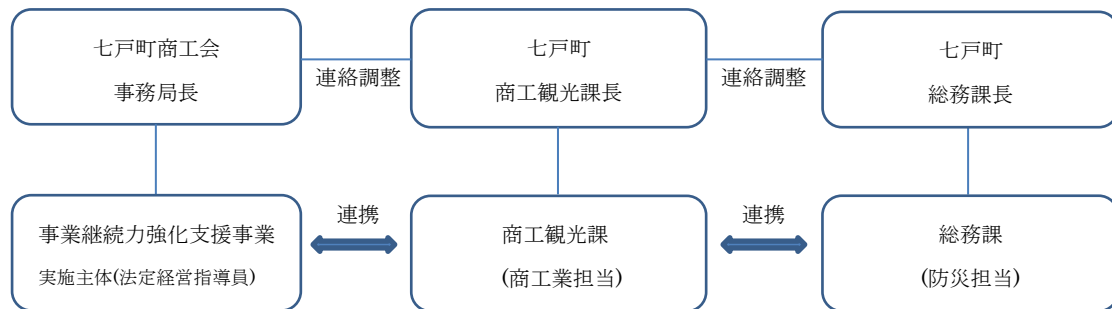 七戸町商工会
事務局長
連絡調整
七戸町
商工観光課長
連絡調整
七戸町
総務課長
事業継続力強化支援事業
実施主体(法定経営指導員)
連携
商工観光課
(商工業担当)
連携
総務課
(防災担当)